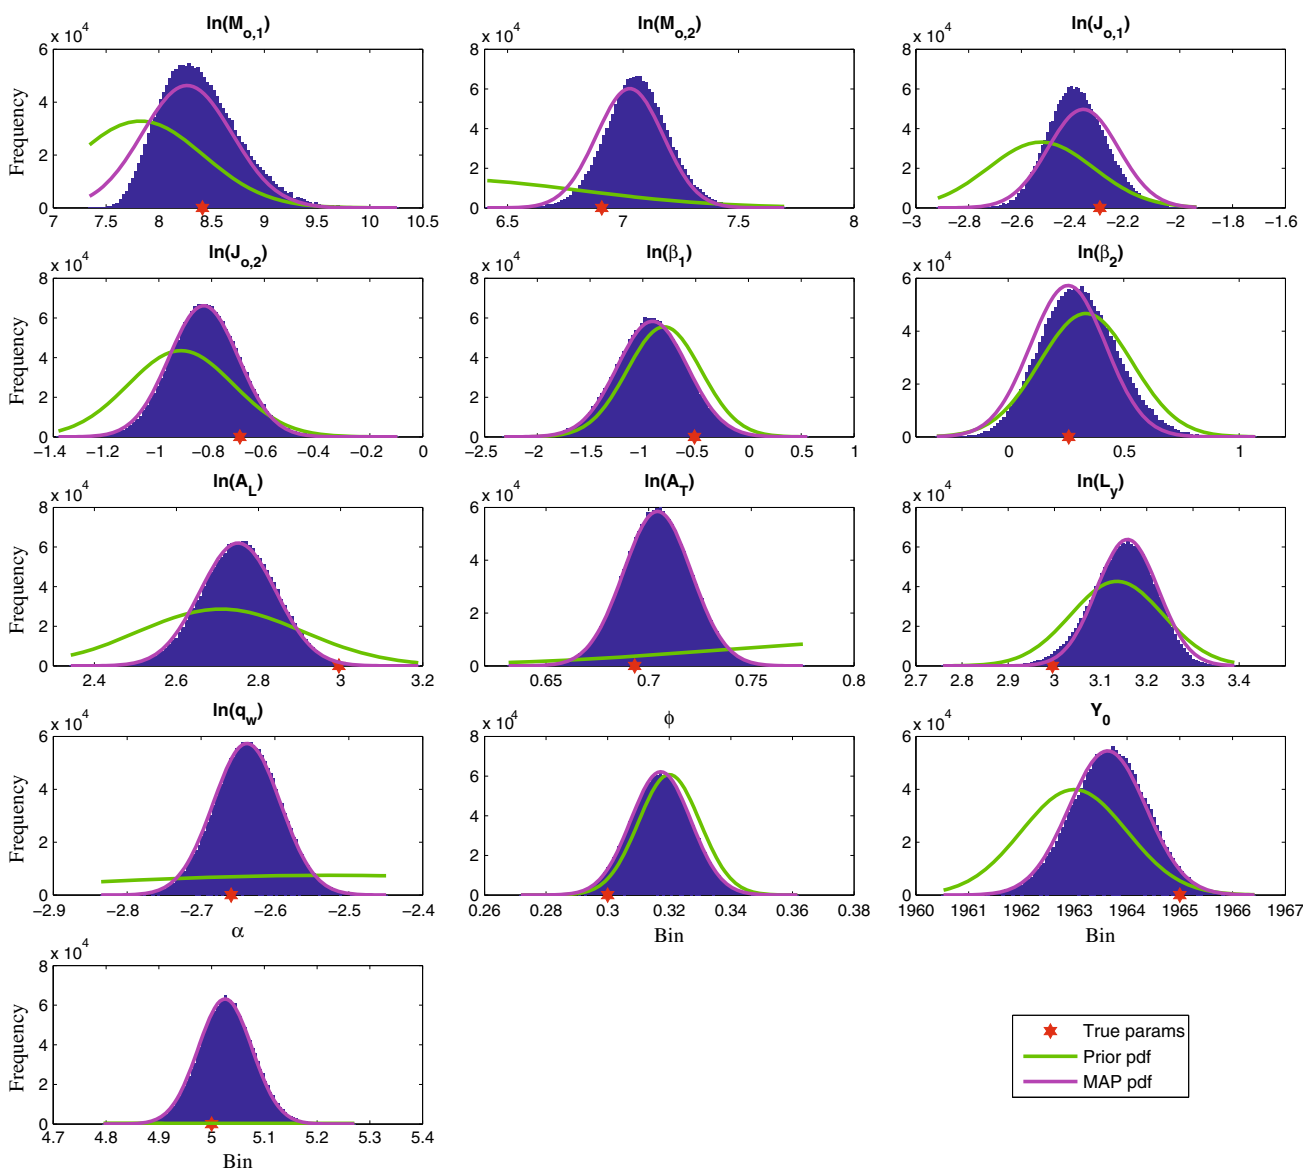 ln(M_{o,1})
ln(M_{o,2})
ln(J_{o,1})
x 10^4
x 10^4
x 10^4
Frequency
6
4
2
0
8
6
4
2
0
8
6
4
2
0
7 7.5 8 8.5 9 9.5 10 10.5
6.5 7 7.5 8
−3 −2.8 −2.6 −2.4 −2.2 −2 −1.8 −1.6
ln(J_{o,2})
ln(β_1)
ln(β_2)
x 10^4
x 10^4
x 10^4
Frequency
8
6
4
2
0
8
6
4
2
0
6
4
2
0
−1.4 −1.2 −1 −0.8 −0.6 −0.4 −0.2 0
−2.5 −2 −1.5 −1 −0.5 0 0.5 1
0 0.5 1
ln(A_L)
ln(A_T)
ln(L_y)
x 10^4
x 10^4
x 10^4
Frequency
8
6
4
2
0
6
4
2
0
8
6
4
2
0
2.4 2.6 2.8 3 3.2
0.65 0.7 0.75 0.8
2.7 2.8 2.9 3 3.1 3.2 3.3 3.4
ln(q_w)
ϕ
Y_0
x 10^4
x 10^4
x 10^4
Frequency
6
4
2
0
8
6
4
2
0
6
4
2
0
−2.9 −2.8 −2.7 −2.6 −2.5 −2.4
0.26 0.28 0.3 0.32 0.34 0.36 0.38
1960 1961 1962 1963 1964 1965 1966 1967
Bin
Bin
α
x 10^4
Frequency
8
6
4
2
0
4.7 4.8 4.9 5 5.1 5.2 5.3 5.4
Bin
True params
Prior pdf
MAP pdf